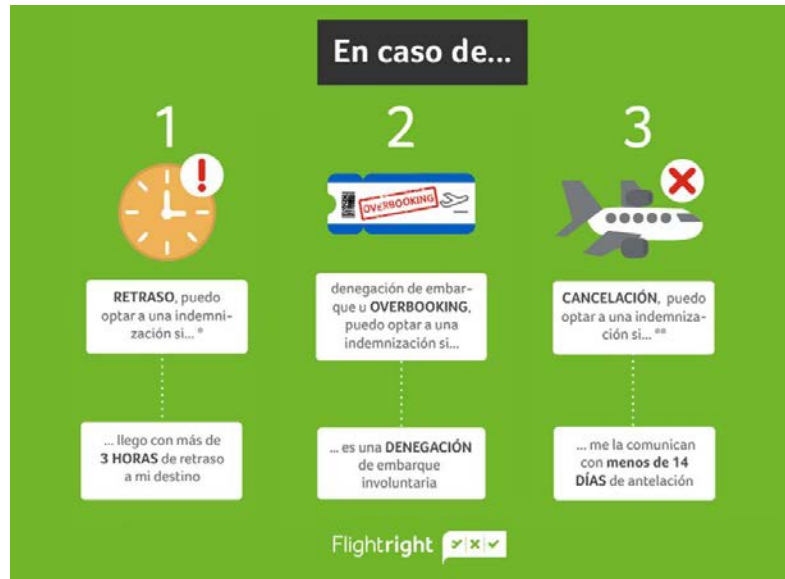 En caso de...
1
2
3
OVERBOOKING
RETRASO, puedo
optar a una indemni-
zación si... *
denegación de embar-
que u OVERBOOKING,
puedo optar a una
indemnización si...
CANCELACIÓN, puedo
optar a una indemniza-
ción si... **
... llego con más de
3 HORAS de retraso
a mi destino
... es una DENEGACIÓN
de embarque
involuntaria
... me la comunican
con menos de 14
DÍAS de antelación
Flightright